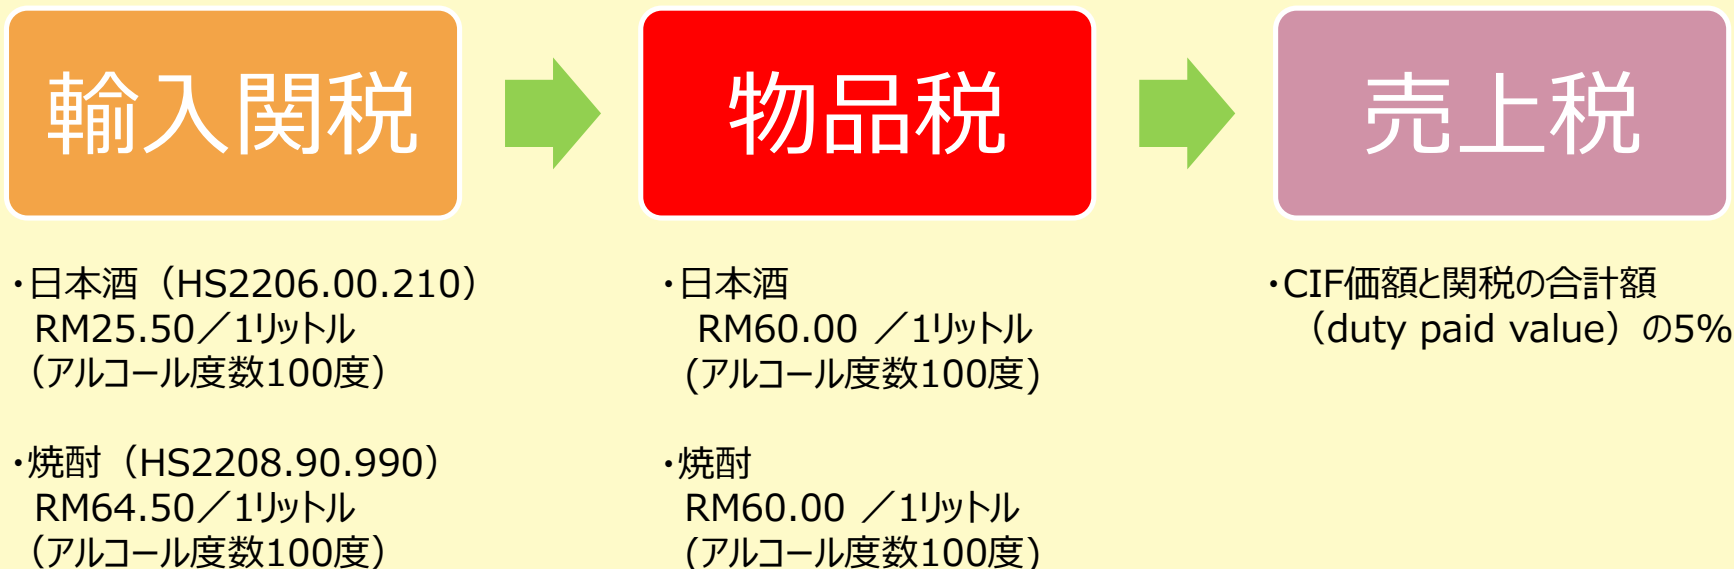 輸入関税
物品税
売上税
・日本酒（HS2206.00.210）
RM25.50／1リットル
（アルコール度数100度）
・焼酎（HS2208.90.990）
RM64.50／1リットル
（アルコール度数100度）
・日本酒
RM60.00 ／1リットル
(アルコール度数100度)
・焼酎
RM60.00 ／1リットル
(アルコール度数100度)
・CIF価額と関税の合計額
（duty paid value）の5%